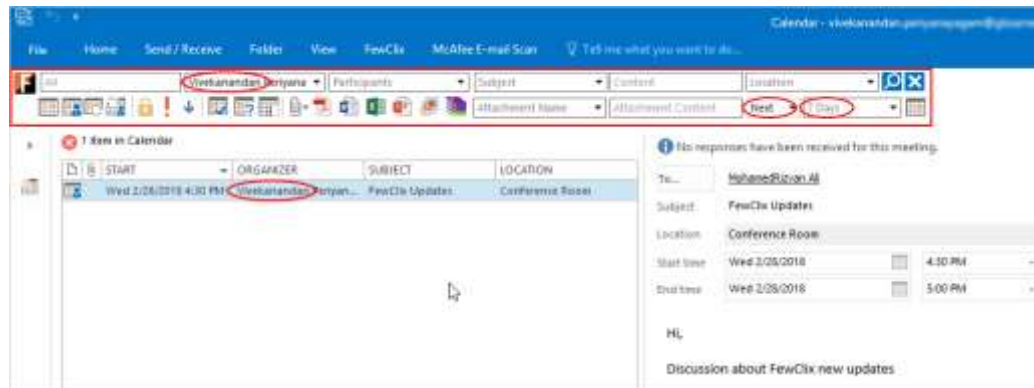 Calendar - vivekanandan.periyanayagam@
File Home Send / Receive Folder View FewClix McAfee E-mail Scan Tell me what you want to do...
All Vivekanandan Periyana Participants Subject Content Location
Attachment Name Attachment Content Next 7 Days
1 Item in Calendar
No responses have been received for this meeting.
START ORGANIZER SUBJECT LOCATION
Wed 2/28/2018 4:30 PM Vivekanandan Periyan... FewClix Updates Conference Room
To... MohamedRizvan Ali
Subject FewClix Updates
Location Conference Room
Start time Wed 2/28/2018 4:30 PM
End time Wed 2/28/2018 5:00 PM
Hi,
Discussion about FewClix new updates